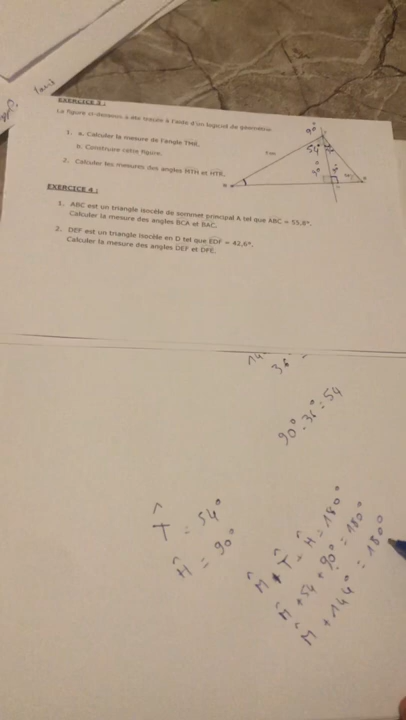 EXERCICE 3 :
La figure ci-dessous a été tracée à l'aide d'un logiciel de géométrie
1. a. Calculer la mesure de l'angle
b. Construire cette figure.
2. Calculer les mesures des angles MTH et HTR.
90°
54°
EXERCICE 4 :
1. ABC est un triangle isocèle de sommet principal A tel que ABC = 55,8°.
Calculer la mesure des angles BCA et BAC.
2. DEF est un triangle isocèle en D tel que EDF = 42,6°.
Calculer la mesure des angles DEF et DFE.
36°
90° - 36° = 54
T̂ = 54°
Ĥ = 90°
M̂ + T̂ + Ĥ = 180°
M̂ + 54 + 90° = 180°
M̂ + 144° = 180°